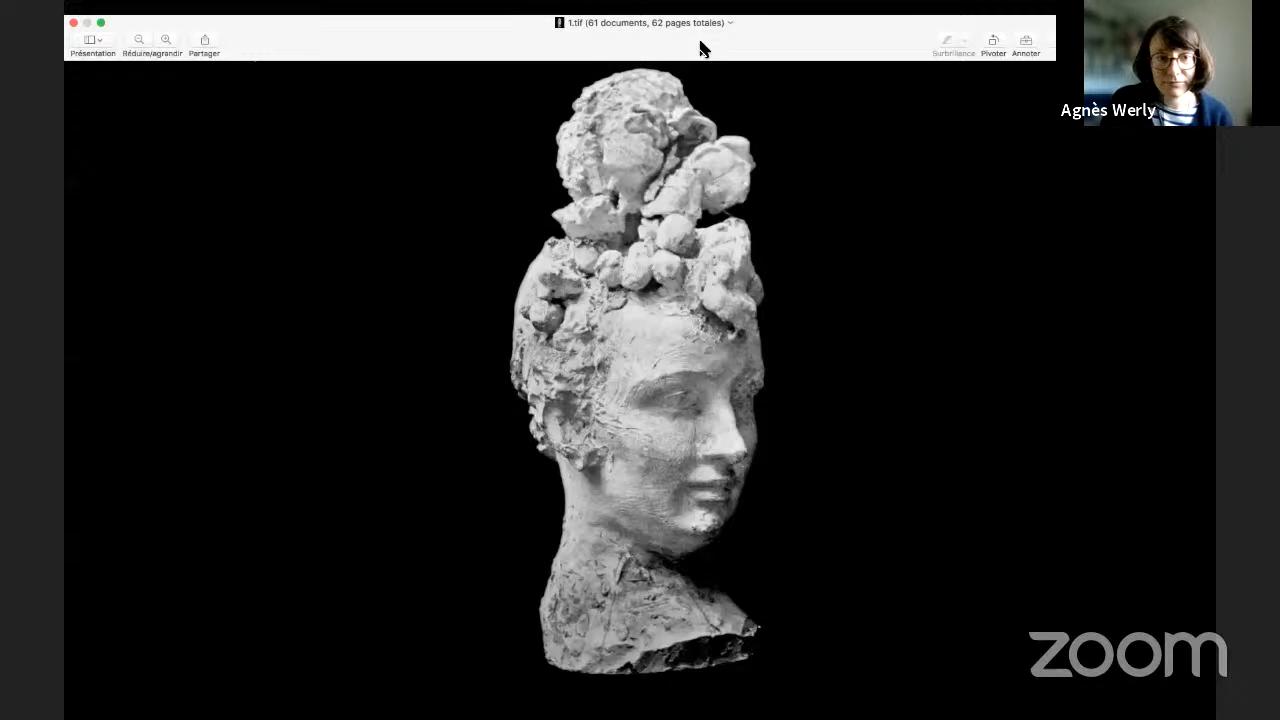 1.tif (61 documents, 62 pages totales)
Présentation
Réduire/agrandir
Partager
Surbrillance
Pivoter
Annoter
Agnès Werly
zoom